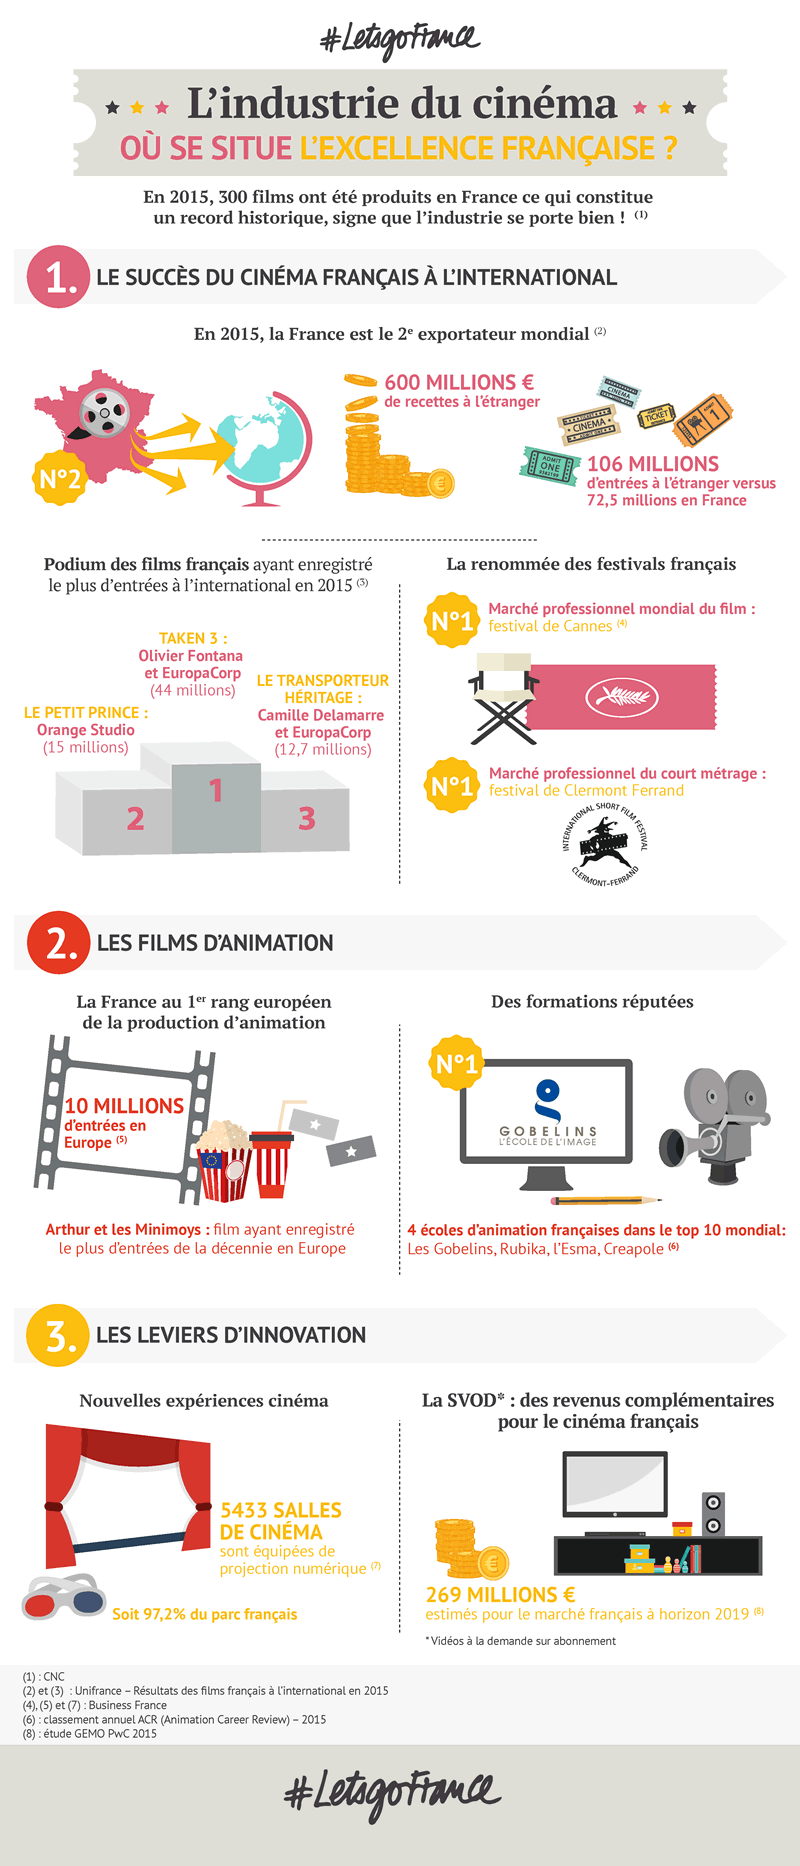 #LetsgoFrance
L'industrie du cinéma
OÙ SE SITUE L'EXCELLENCE FRANÇAISE ?
En 2015, 300 films ont été produits en France ce qui constitue
un record historique, signe que l'industrie se porte bien ! (1)
1. LE SUCCÈS DU CINÉMA FRANÇAIS À L'INTERNATIONAL
En 2015, la France est le 2e exportateur mondial (2)
N°2
600 MILLIONS €
de recettes à l'étranger
CINEMA
TICKET
CINEMA
TICKET
ADMIT
1
ADMIT
ONE
106 MILLIONS
d'entrées à l'étranger versus
72,5 millions en France
Podium des films français ayant enregistré
le plus d'entrées à l'international en 2015 (3)
TAKEN 3 :
Olivier Fontana
et EuropaCorp
(44 millions)
LE PETIT PRINCE :
Orange Studio
(15 millions)
LE TRANSPORTEUR
HÉRITAGE :
Camille Delamarre
et EuropaCorp
(12,7 millions)
1
2
3
La renommée des festivals français
N°1
Marché professionnel mondial du film :
festival de Cannes (4)
N°1
Marché professionnel du court métrage :
festival de Clermont Ferrand
INTERNATIONAL SHORT FILM FESTIVAL
CLERMONT-FERRAND
2. LES FILMS D'ANIMATION
La France au 1er rang européen
de la production d'animation
10 MILLIONS
d'entrées en
Europe (5)
Arthur et les Minimoys : film ayant enregistré
le plus d'entrées de la décennie en Europe
Des formations réputées
N°1
GOBELINS
L'ÉCOLE DE L'IMAGE
4 écoles d'animation françaises dans le top 10 mondial:
Les Gobelins, Rubika, l'Esma, Creapole (6)
3. LES LEVIERS D'INNOVATION
Nouvelles expériences cinéma
5433 SALLES
DE CINÉMA
sont équipées de
projection numérique (7)
Soit 97,2% du parc français
La SVOD* : des revenus complémentaires
pour le cinéma français
269 MILLIONS €
estimés pour le marché français à horizon 2019 (8)
* Vidéos à la demande sur abonnement
(1) : CNC
(2) et (3) : Unifrance – Résultats des films français à l'international en 2015
(4), (5) et (7) : Business France
(6) : classement annuel ACR (Animation Career Review) – 2015
(8) : étude GEMO PwC 2015
#LetsgoFrance